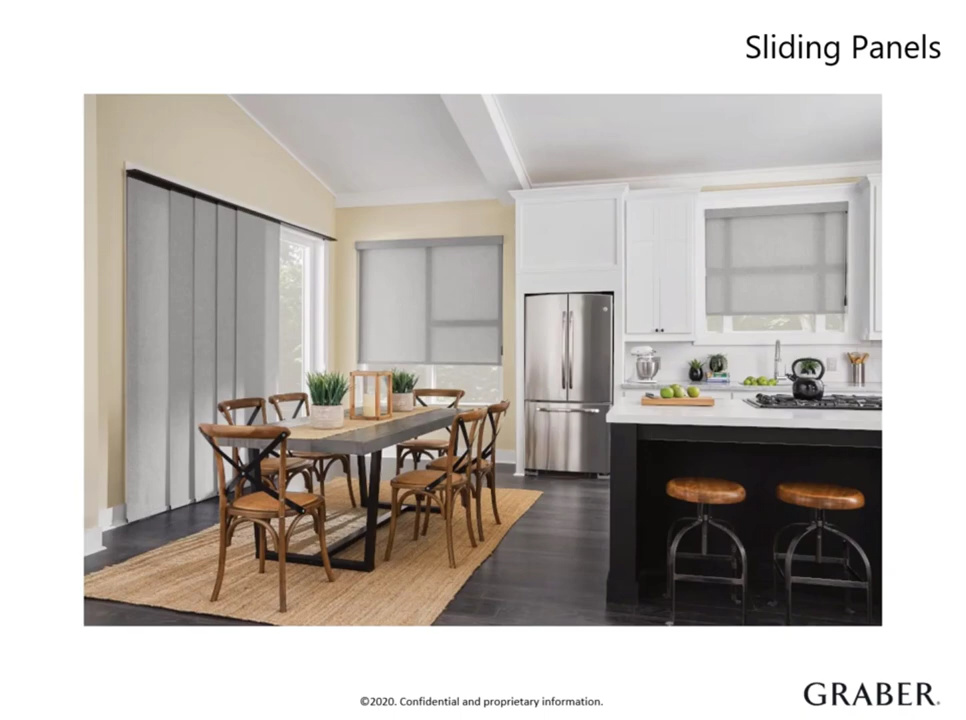 Sliding Panels
©2020. Confidential and proprietary information.
GRABER.